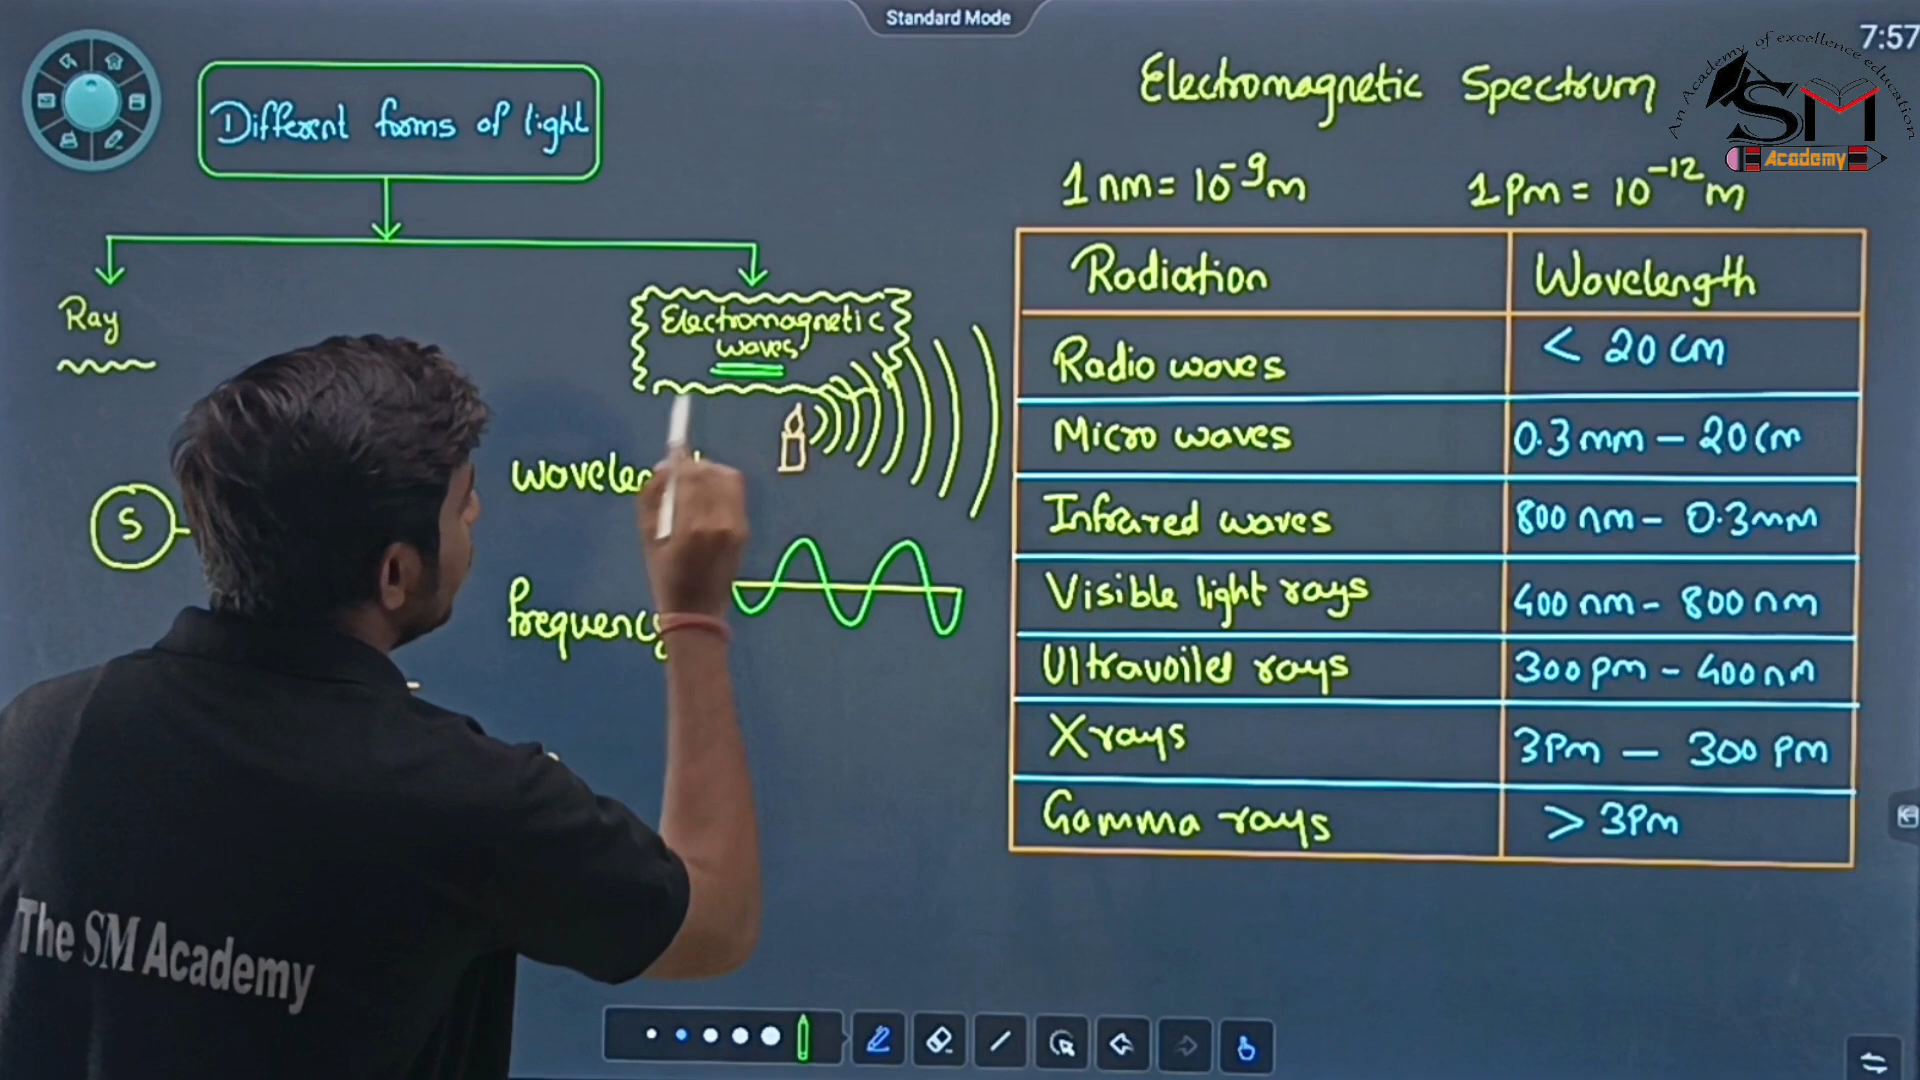 Standard Mode
7:57
An Academy of excellence education
SM
Academy
Different forms of light
Ray
Electromagnetic
waves
S
frequency
Electromagnetic Spectrum
1 nm = 10⁻⁹m
1 pm = 10⁻¹² m
Radiation Wavelength
Radio waves < 20 cm
Micro waves 0.3 mm – 20 cm
Infrared waves 800 nm – 0.3 mm
Visible light rays 400 nm – 800 nm
Ultravoilet rays 300 pm – 400 nm
X rays 3 Pm – 300 Pm
Gamma rays > 3 Pm
The SM Academy